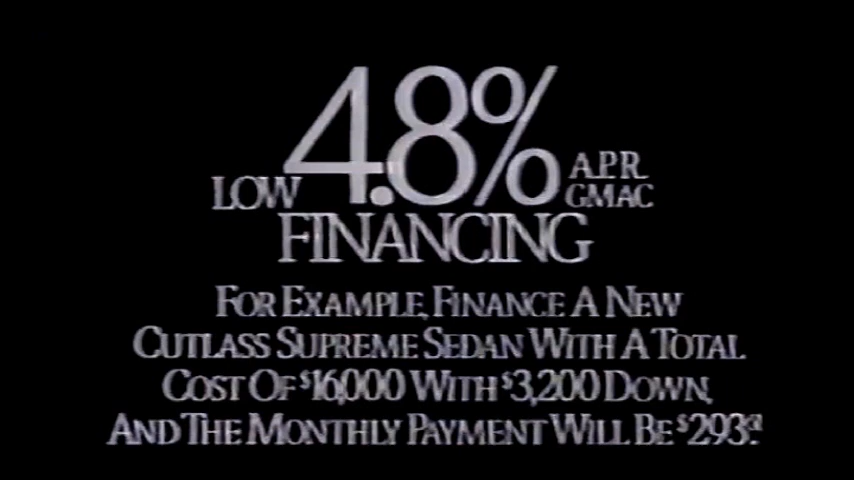 LOW 4.8% A.P.R. GMAC
FINANCING
FOR EXAMPLE, FINANCE A NEW
CUTLASS SUPREME SEDAN WITH A TOTAL
COST OF $16,000 WITH $3,200 DOWN,
AND THE MONTHLY PAYMENT WILL BE $293.